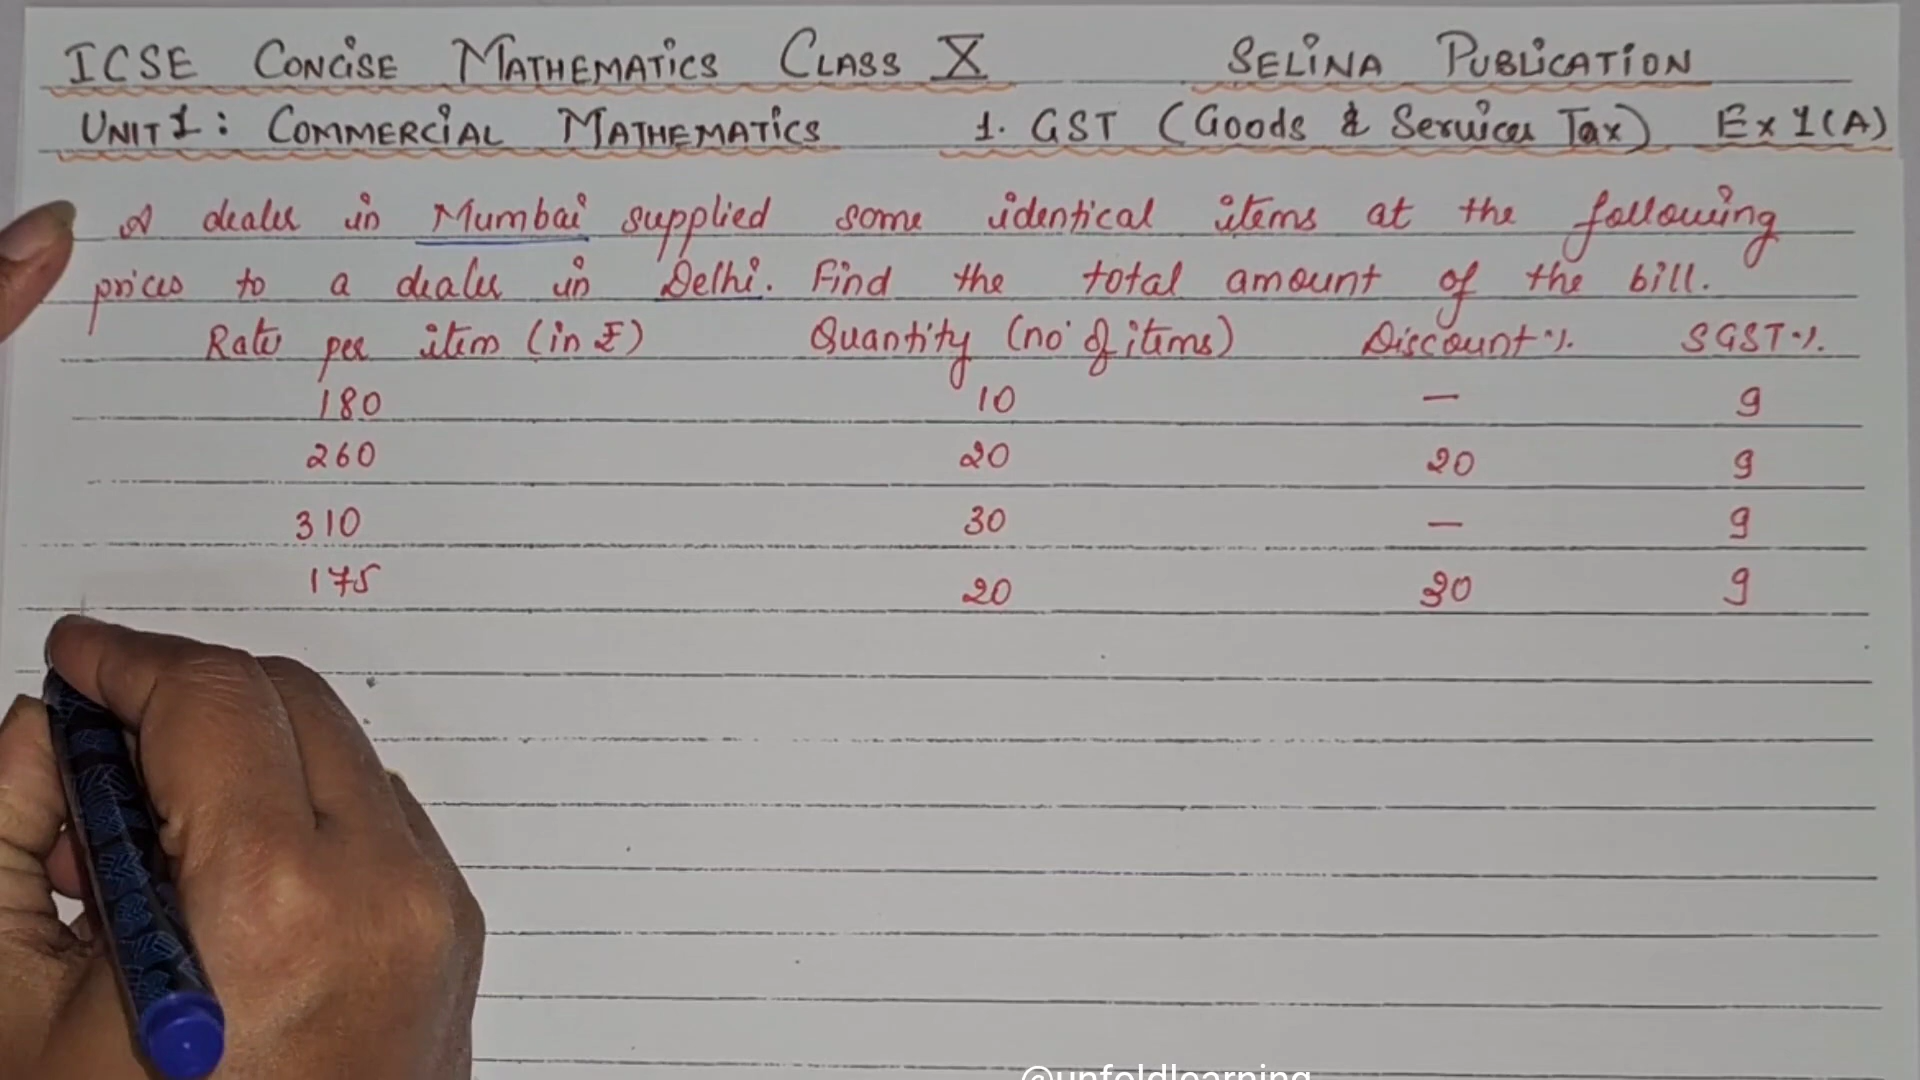 ICSE CONCISE MATHEMATICS CLASS X SELINA PUBLICATION
UNIT 1 : COMMERCIAL MATHEMATICS 1. GST (Goods & Services Tax) Ex 1(A)
A dealer in Mumbai supplied some identical items at the following
prices to a dealer in Delhi. Find the total amount of the bill.
Rate per item (in ₹) Quantity (no of items) Discount % SGST %
180 10 — 9
260 20 20 9
310 30 — 9
175 20 30 9
@unfoldlearning